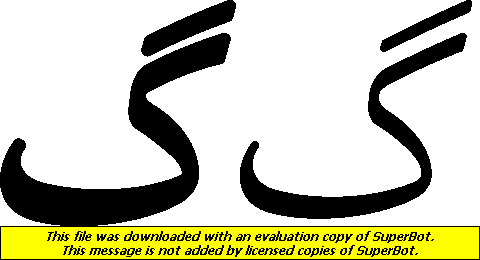 گ گ
This file was downloaded with an evaluation copy of SuperBot.
This message is not added by licensed copies of SuperBot.